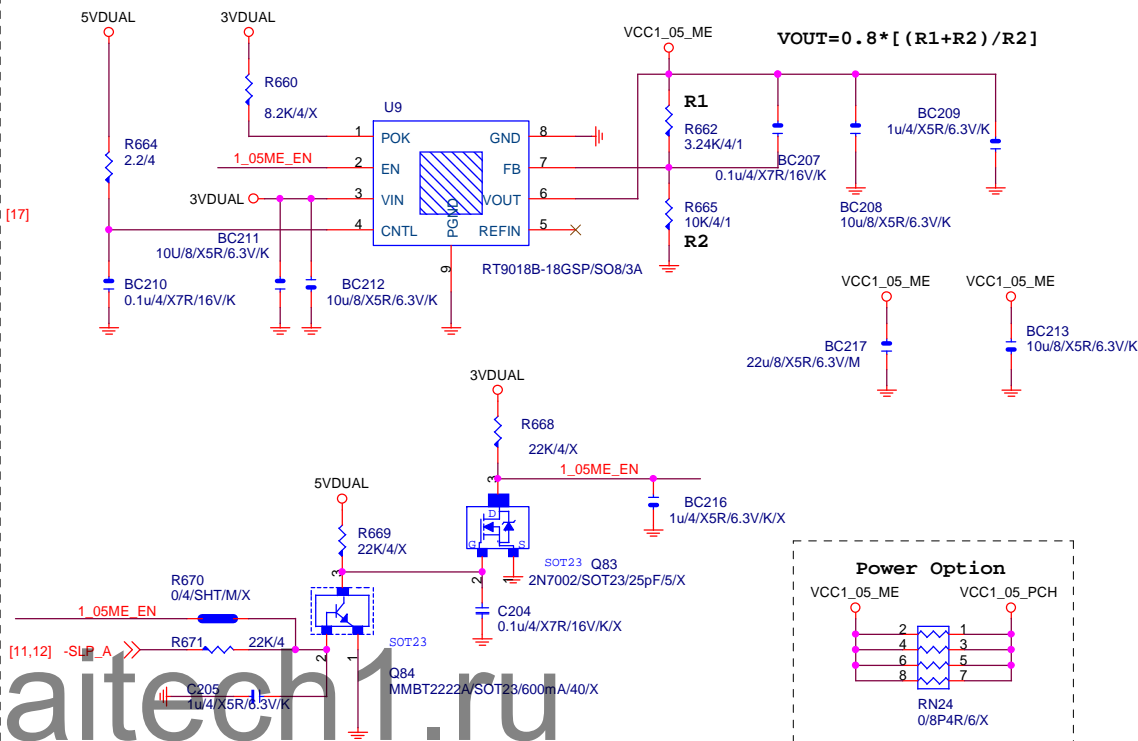 5VDUAL
3VDUAL
VCC1_05_ME
VOUT=0.8*[(R1+R2)/R2]
R660
8.2K/4/X
U9
R1
R662
3.24K/4/1
BC209
1u/4/X5R/6.3V/K
R664
2.2/4
1 POK
GND 8
1_05ME_EN
2 EN
FB 7
BC207
0.1u/4/X7R/16V/K
3VDUAL
3 VIN
VOUT 6
[17]
4 CNTL
PGND
REFIN 5
9
R665
10K/4/1
R2
BC208
10u/8/X5R/6.3V/K
BC211
10U/8/X5R/6.3V/K
RT9018B-18GSP/SO8/3A
BC210
0.1u/4/X7R/16V/K
BC212
10u/8/X5R/6.3V/K
VCC1_05_ME
VCC1_05_ME
BC217
22u/8/X5R/6.3V/M
BC213
10u/8/X5R/6.3V/K
3VDUAL
R668
22K/4/X
1_05ME_EN
3
BC216
1u/4/X5R/6.3V/K/X
5VDUAL
R669
22K/4/X
D
G
S
SOT23 Q83
2N7002/SOT23/25pF/5/X
3
2
1
R670
0/4/SHT/M/X
1_05ME_EN
C204
0.1u/4/X7R/16V/K/X
[11,12] -SLP_A
R671 22K/4
SOT23
2
1
Q84
MMBT2222A/SOT23/600mA/40/X
C205
1u/4/X5R/6.3V/K
Power Option
VCC1_05_ME
VCC1_05_PCH
2 1
4 3
6 5
8 7
RN24
0/8P4R/6/X
aitech1.ru